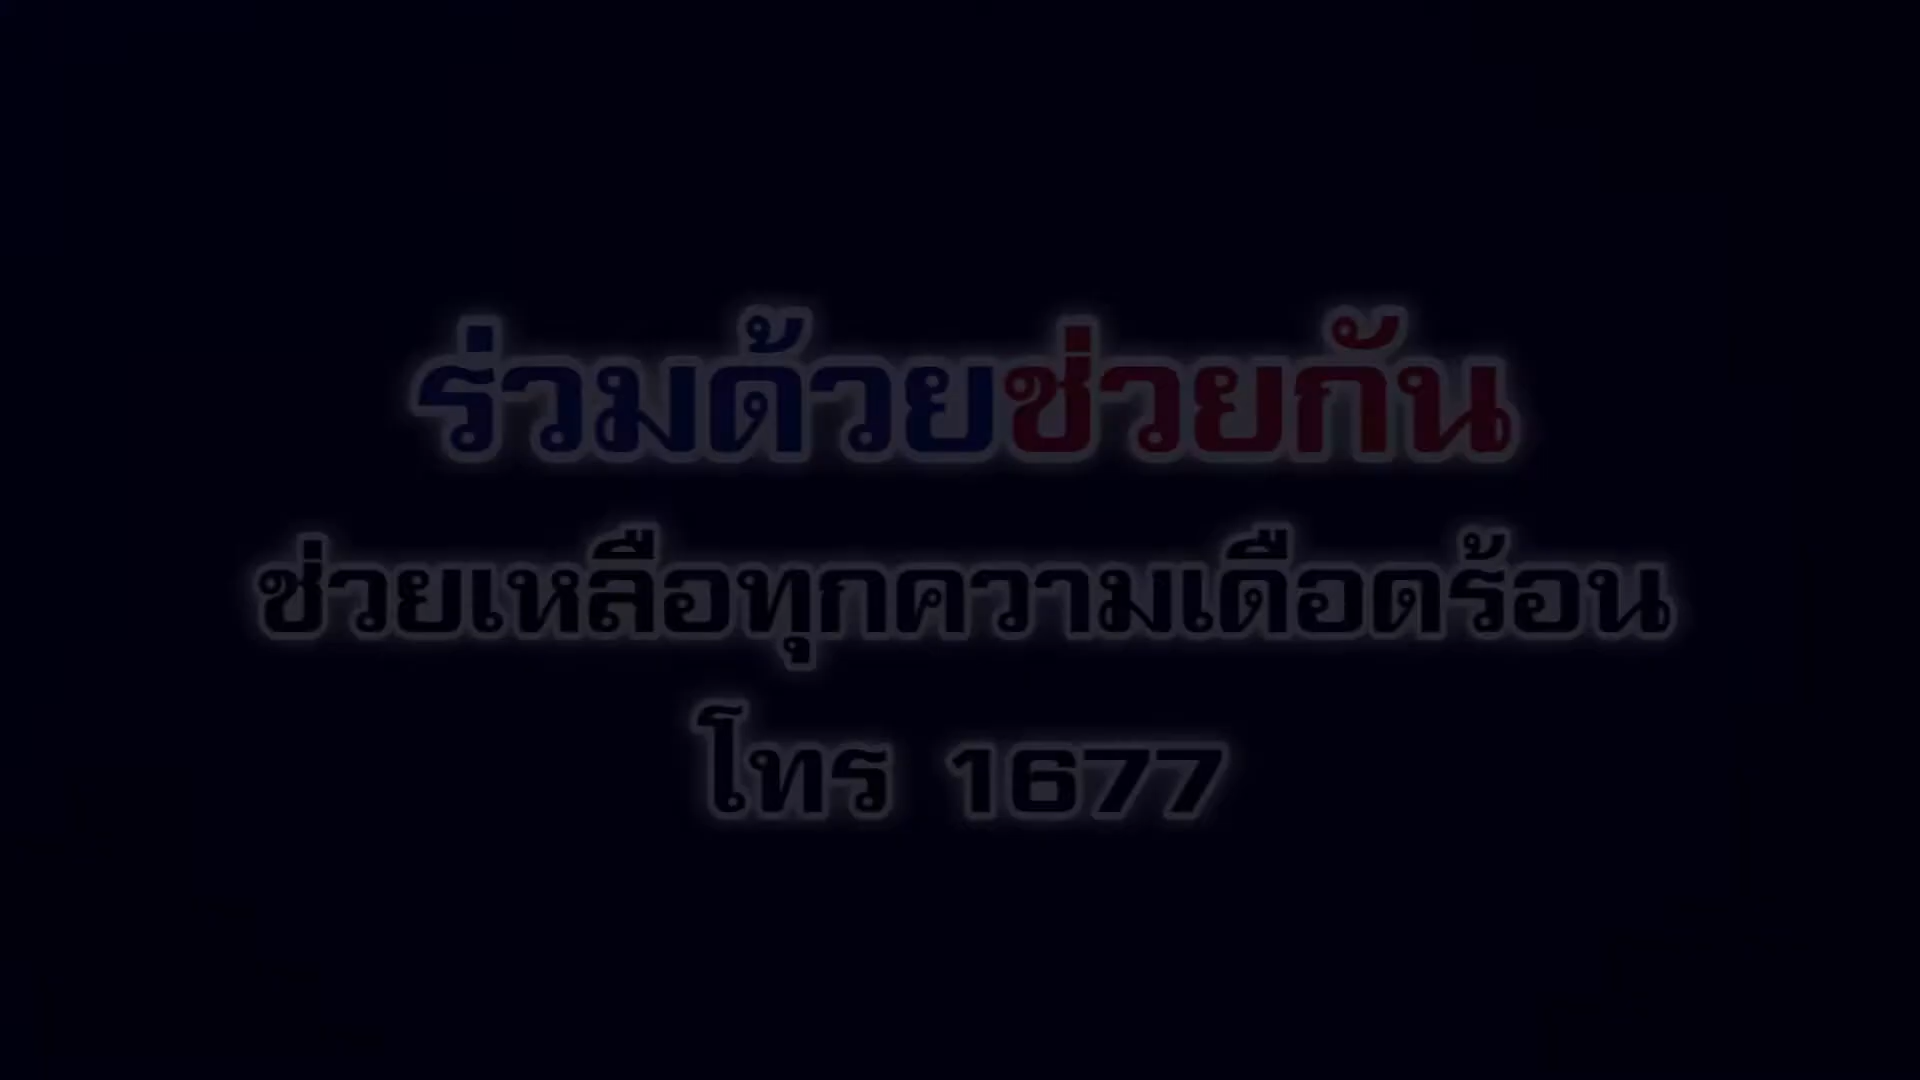 ร่วมด้วยช่วยกัน
ช่วยเหลือทุกความเดือดร้อน
โทร 1677